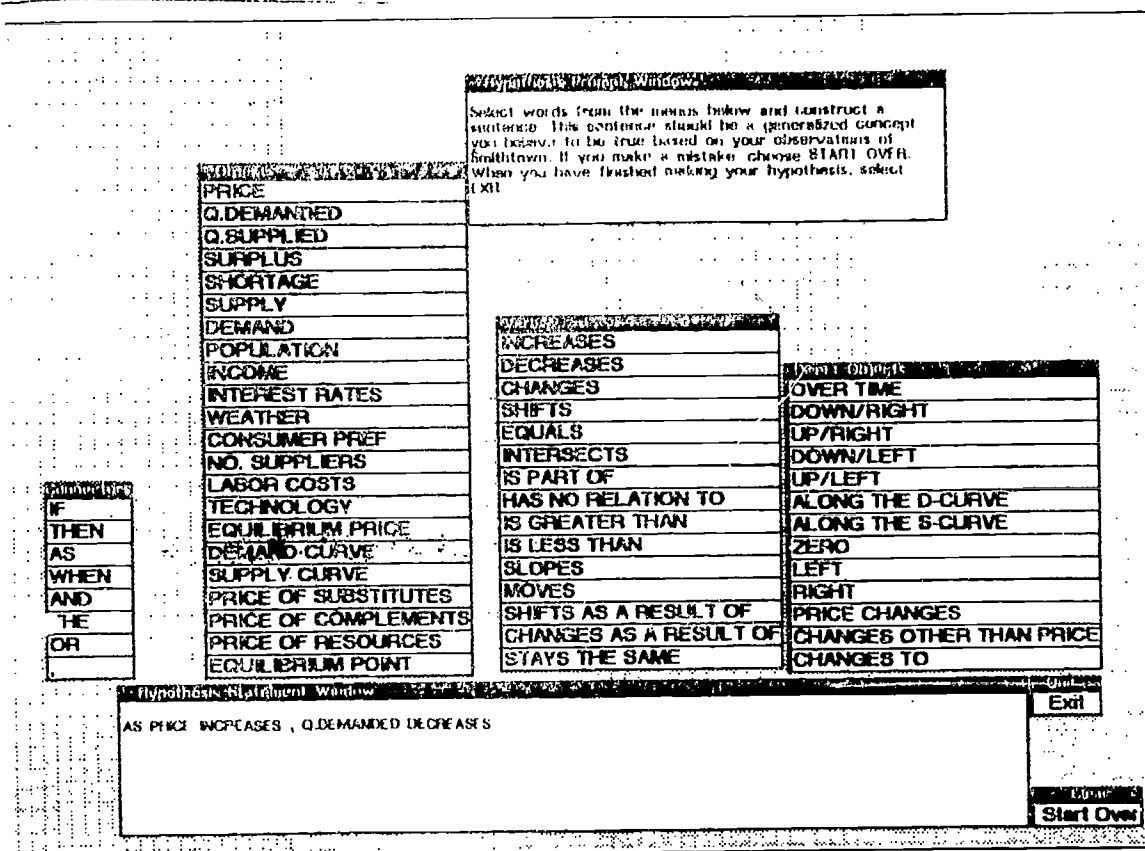 Window
Select words from the menus below and construct a
sentence. This sentence should be a generalized concept
you believe to be true based on your observations of
Smithtown. If you make a mistake, choose START OVER.
When you have finished making your hypothesis, select
EXIT
PRICE
Q.DEMANDED
Q.SUPPLIED
SURPLUS
SHORTAGE
SUPPLY
DEMAND
POPULATION
INCOME
INTEREST RATES
WEATHER
CONSUMER PREF
NO. SUPPLIERS
LABOR COSTS
TECHNOLOGY
EQUILIBRIUM PRICE
DEMAND CURVE
SUPPLY CURVE
PRICE OF SUBSTITUTES
PRICE OF COMPLEMENTS
PRICE OF RESOURCES
EQUILIBRIUM POINT
INCREASES
DECREASES
CHANGES
SHIFTS
EQUALS
INTERSECTS
IS PART OF
HAS NO RELATION TO
IS GREATER THAN
IS LESS THAN
SLOPES
MOVES
SHIFTS AS A RESULT OF
CHANGES AS A RESULT OF
STAYS THE SAME
OVER TIME
DOWN/RIGHT
UP/RIGHT
DOWN/LEFT
UP/LEFT
ALONG THE D-CURVE
ALONG THE S-CURVE
ZERO
LEFT
RIGHT
PRICE CHANGES
CHANGES OTHER THAN PRICE
CHANGES TO
IF
THEN
AS
WHEN
AND
THE
OR
,
Hypothesis Statement Window
AS PRICE INCREASES , Q.DEMANDED DECREASES
Exit
Start Over